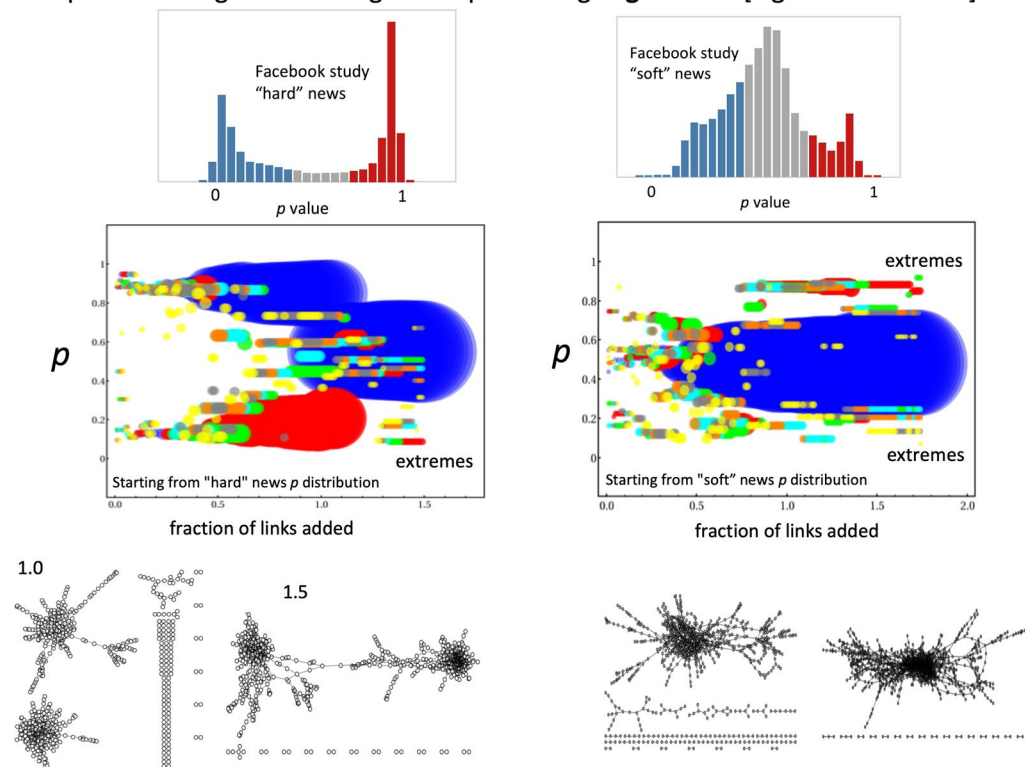 Facebook study
“hard” news
0 1
p value
Facebook study
“soft” news
0 1
p value
p
1
0.8
0.6
0.4
0.2
0
extremes
Starting from "hard" news p distribution
0.0 0.5 1.0 1.5
fraction of links added
p
1
0.8
0.6
0.4
0.2
0
extremes
extremes
Starting from "soft” news p distribution
0.0 0.5 1.0 1.5 2.0
fraction of links added
1.0
1.5